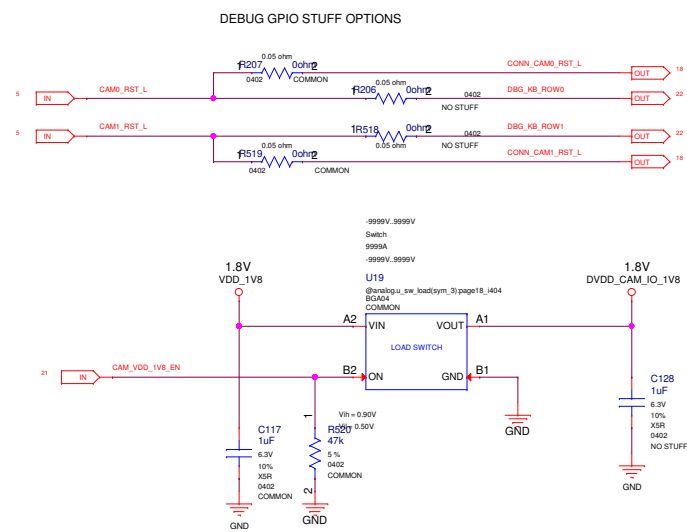 DEBUG GPIO STUFF OPTIONS
0.05 ohm
1 R207 0ohm 2
CONN_CAM0_RST_L
OUT 18
0402 COMMON
0.05 ohm
5 IN CAM0_RST_L
1 R206 0ohm 2
0402
DBG_KB_ROW0
OUT 22
NO STUFF
5 IN CAM1_RST_L
1 R518 0ohm 2
0402
DBG_KB_ROW1
OUT 22
0.05 ohm
NO STUFF
0.05 ohm
1 R519 0ohm 2
CONN_CAM1_RST_L
OUT 18
0402 COMMON
-9999V..9999V
Switch
9999A
-9999V..9999V
U19
@analog.u_sw_load(sym_3):page18_i404
BGA04
COMMON
1.8V
VDD_1V8
1.8V
DVDD_CAM_IO_1V8
A2 VIN VOUT A1
LOAD SWITCH
21 IN CAM_VDD_1V8_EN
B2 ON GND B1
GND
C117
1uF
6.3V
10%
X5R
0402
COMMON
GND
1
Vih = 0.90V
= 0.50V
R520
47k
5 %
0402
COMMON
2
GND
C128
1uF
6.3V
10%
X5R
0402
NO STUFF
GND